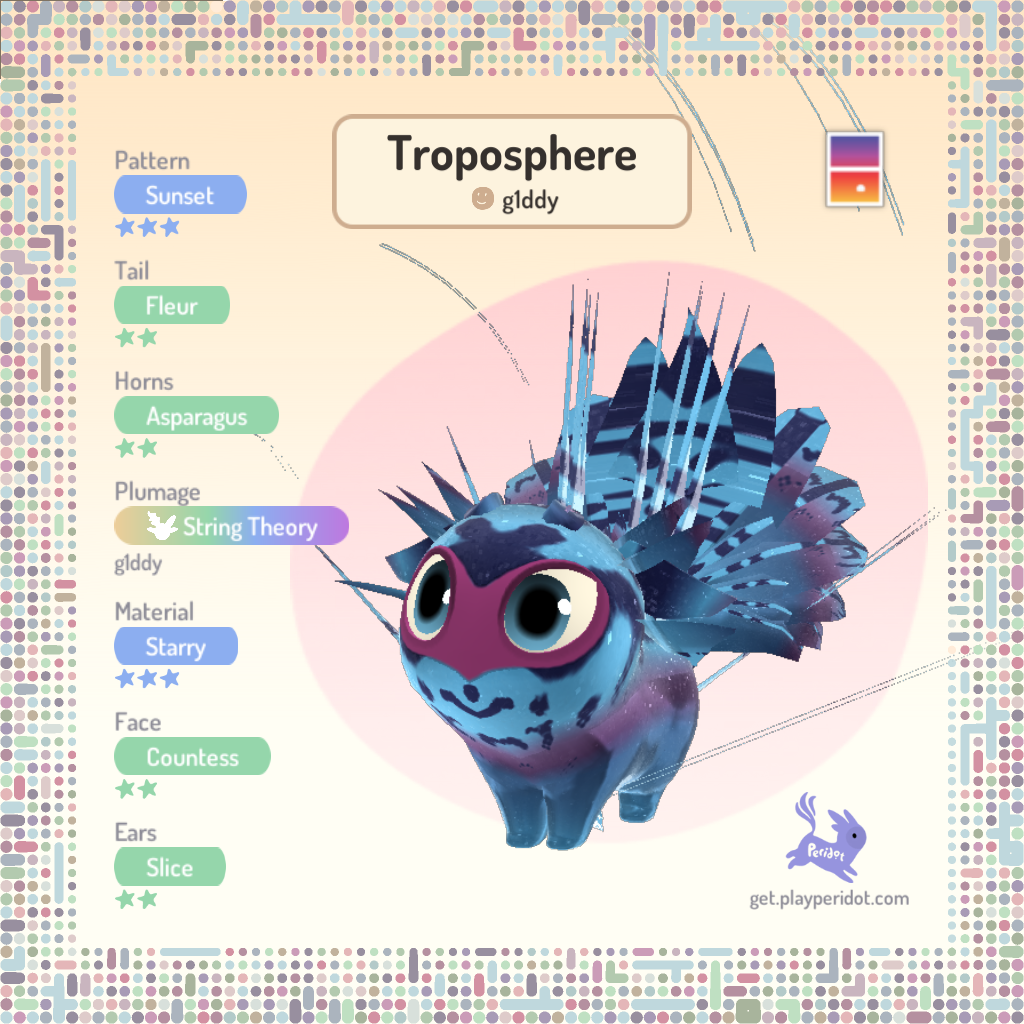 Troposphere
g1ddy
Pattern
Sunset
Tail
Fleur
Horns
Asparagus
Plumage
String Theory
g1ddy
Material
Starry
Face
Countess
Ears
Slice
Peridot
get.playperidot.com